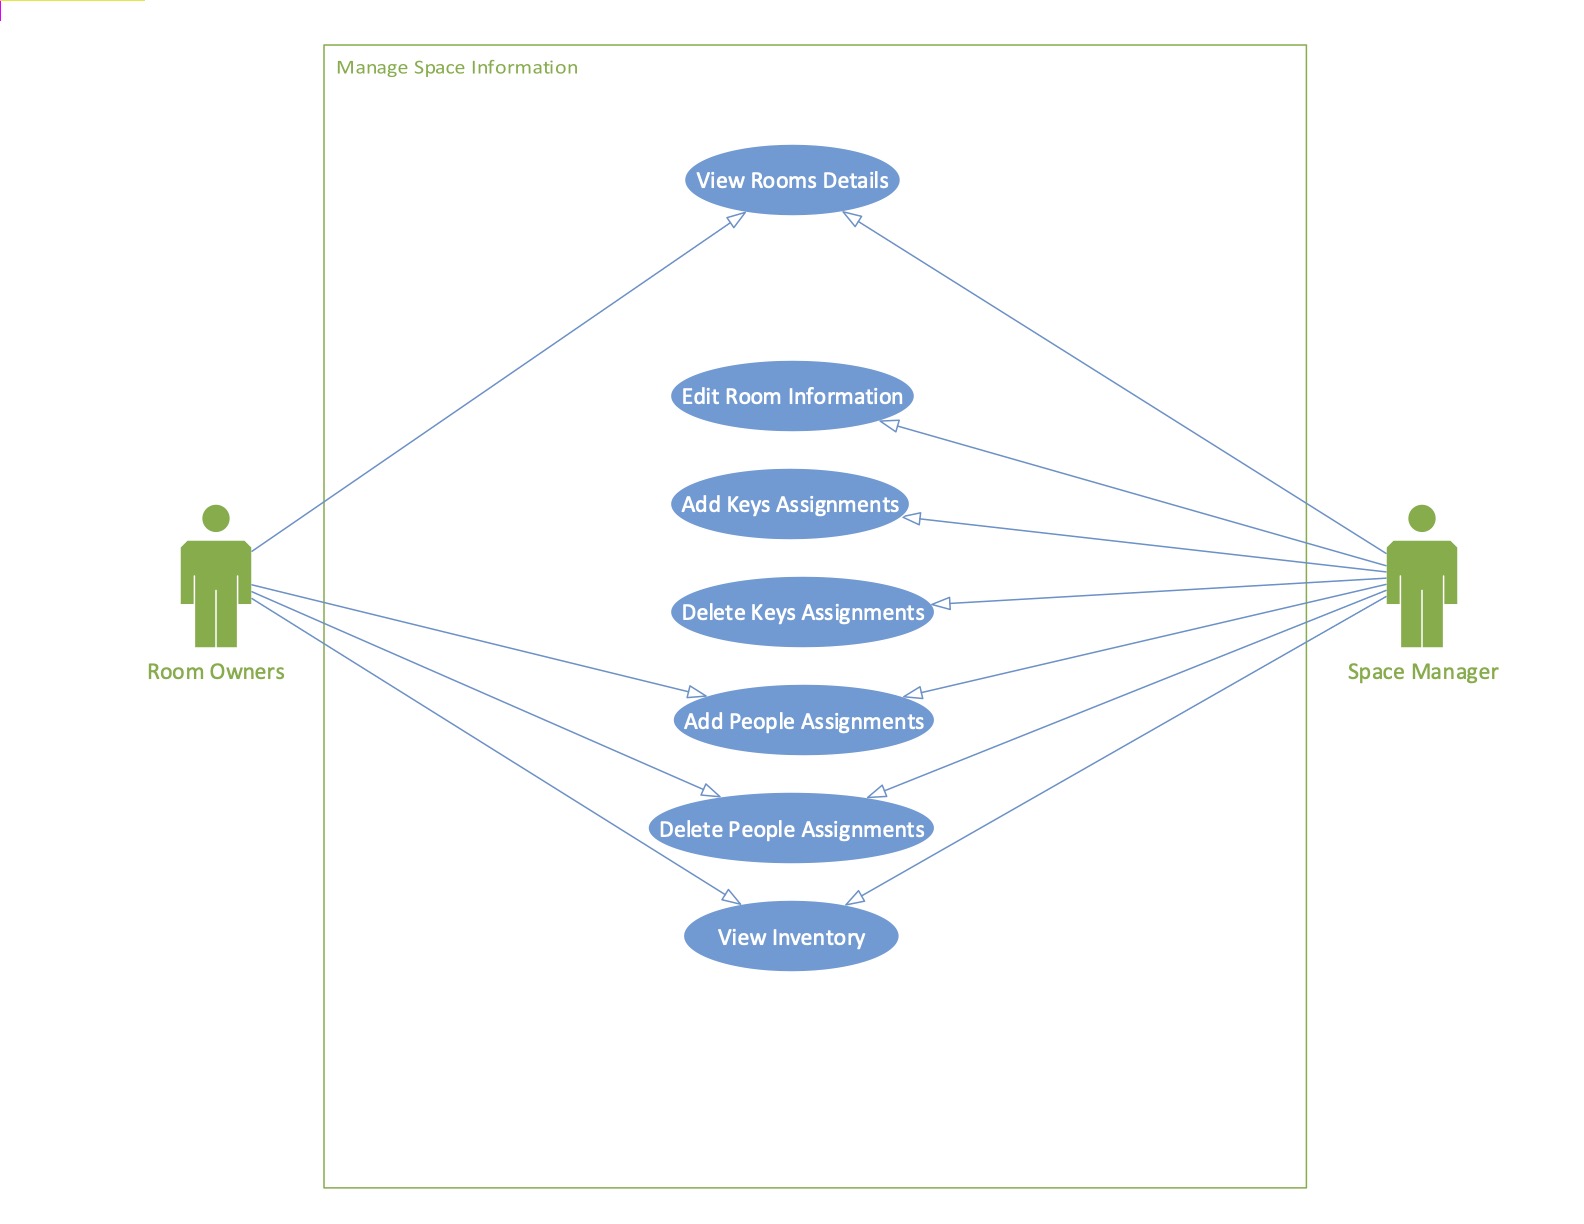 Manage Space Information
View Rooms Details
Edit Room Information
Add Keys Assignments
Delete Keys Assignments
Room Owners
Space Manager
Add People Assignments
Delete People Assignments
View Inventory